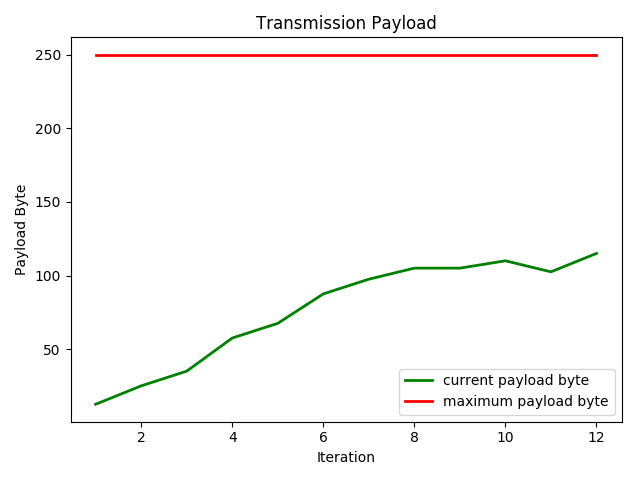 Transmission Payload
Payload Byte
250
200
150
100
50
2 4 6 8 10 12
Iteration
current payload byte
maximum payload byte